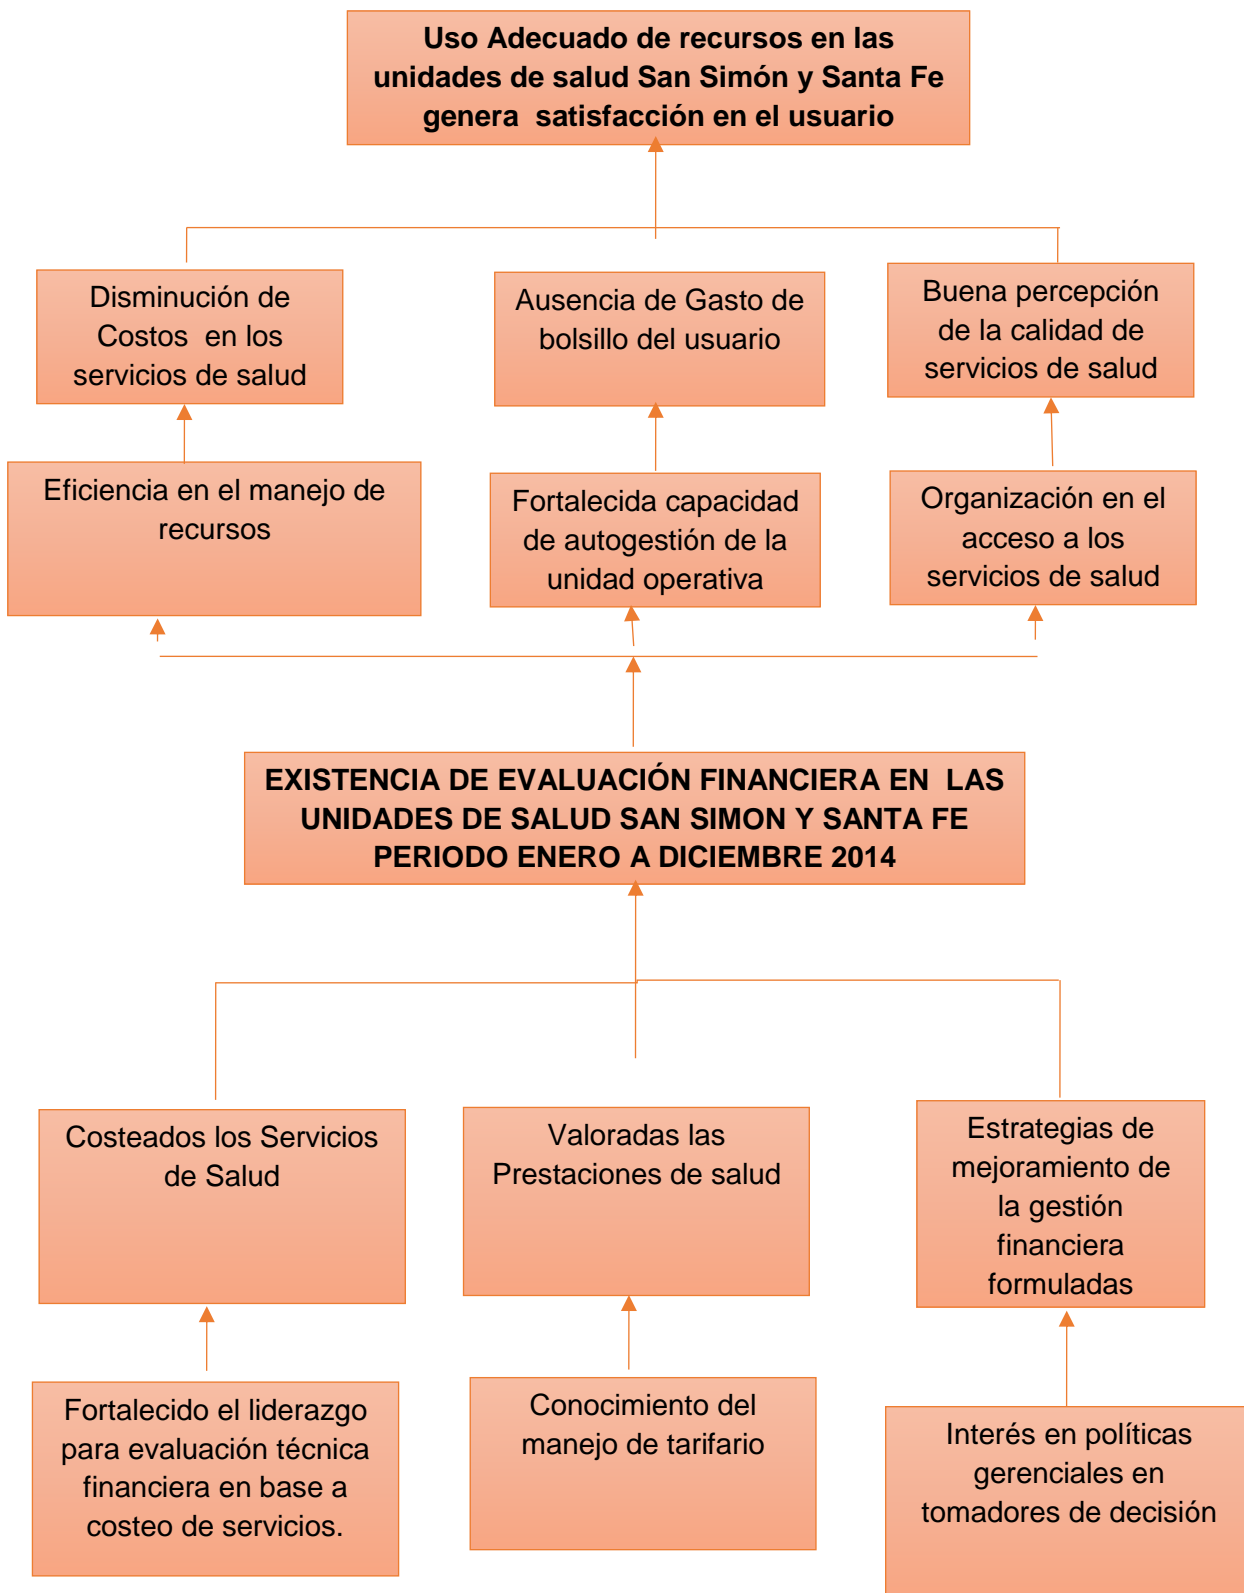 Uso Adecuado de recursos en las
unidades de salud San Simón y Santa Fe
genera satisfacción en el usuario
Disminución de
Costos en los
servicios de salud
Ausencia de Gasto de
bolsillo del usuario
Buena percepción
de la calidad de
servicios de salud
Eficiencia en el manejo de
recursos
Fortalecida capacidad
de autogestión de la
unidad operativa
Organización en el
acceso a los
servicios de salud
EXISTENCIA DE EVALUACIÓN FINANCIERA EN LAS
UNIDADES DE SALUD SAN SIMON Y SANTA FE
PERIODO ENERO A DICIEMBRE 2014
Costeados los Servicios
de Salud
Valoradas las
Prestaciones de salud
Estrategias de
mejoramiento de
la gestión
financiera
formuladas
Fortalecido el liderazgo
para evaluación técnica
financiera en base a
costeo de servicios.
Conocimiento del
manejo de tarifario
Interés en políticas
gerenciales en
tomadores de decisión